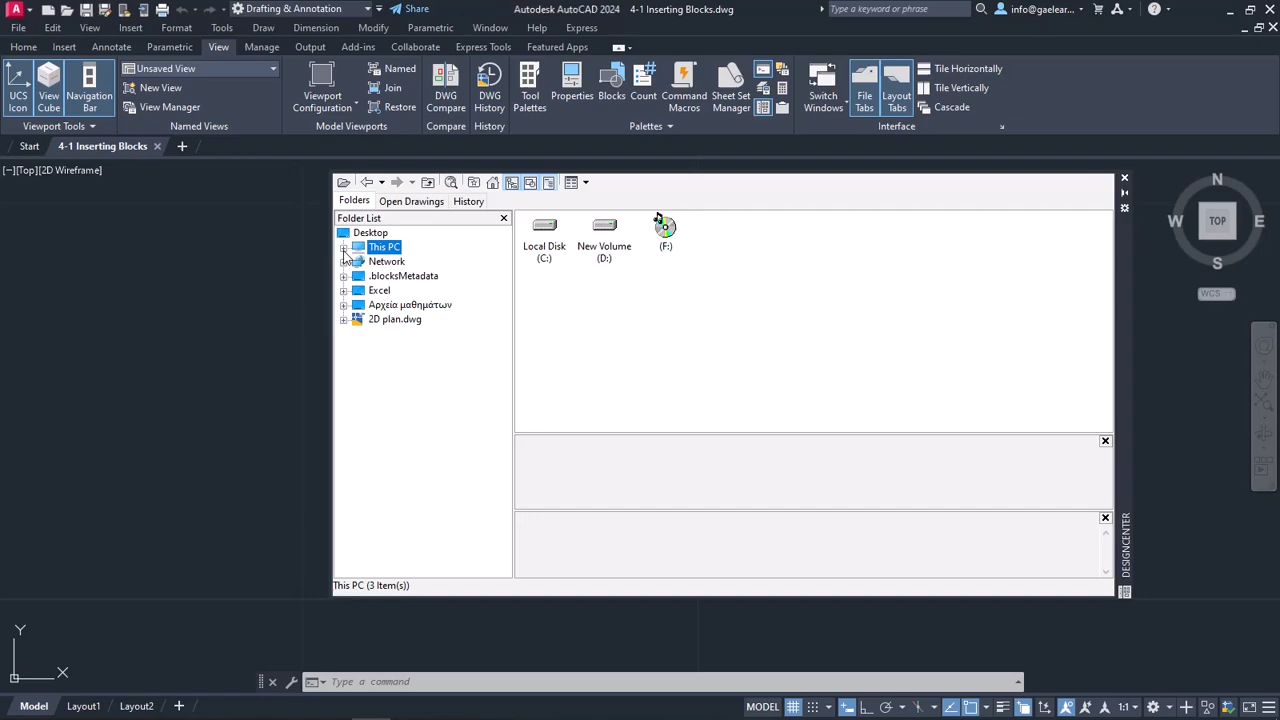 Drafting & Annotation
Share
Autodesk AutoCAD 2024
4-1 Inserting Blocks.dwg
Type a keyword or phrase
info@gaelear...
File
Edit
View
Insert
Format
Tools
Draw
Dimension
Modify
Parametric
Window
Help
Express
Home
Insert
Annotate
Parametric
View
Manage
Output
Add-ins
Collaborate
Express Tools
Featured Apps
UCS Icon
View Cube
Navigation Bar
Unsaved View
New View
View Manager
Viewport Configuration
Named
Join
Restore
DWG Compare
DWG History
Tool Palettes
Properties
Blocks
Count
Command Macros
Sheet Set Manager
Switch Windows
File Tabs
Layout Tabs
Tile Horizontally
Tile Vertically
Cascade
Viewport Tools
Named Views
Model Viewports
Compare
History
Palettes
Interface
Start
4-1 Inserting Blocks
[−][Top][2D Wireframe]
Folders
Open Drawings
History
Folder List
Desktop
This PC
Network
.blocksMetadata
Excel
Αρχεία μαθημάτων
2D plan.dwg
Local Disk (C:)
New Volume (D:)
(F:)
This PC (3 Item(s))
DESIGNCENTER
N
W
TOP
E
S
WCS
Y
X
Type a command
Model
Layout1
Layout2
MODEL
1:1